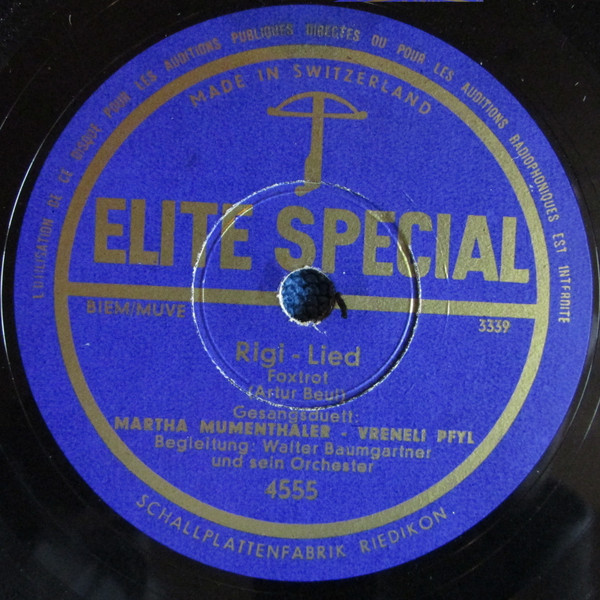 L'UTILISATION DE CE DISQUE POUR LES AUDITIONS PUBLIQUES DIRECTES OU POUR LES AUDITIONS RADIOPHONIQUES EST INTERDITE
MADE IN SWITZERLAND
ELITE SPECIAL
BIEM/MUVE 3339
Rigi - Lied
Foxtrot
(Artur Beul)
Gesangsduett:
MARTHA MUMENTHALER - VRENELI PFYL
Begleitung: Walter Baumgartner
und sein Orchester
4555
SCHALLPLATTENFABRIK RIEDIKON